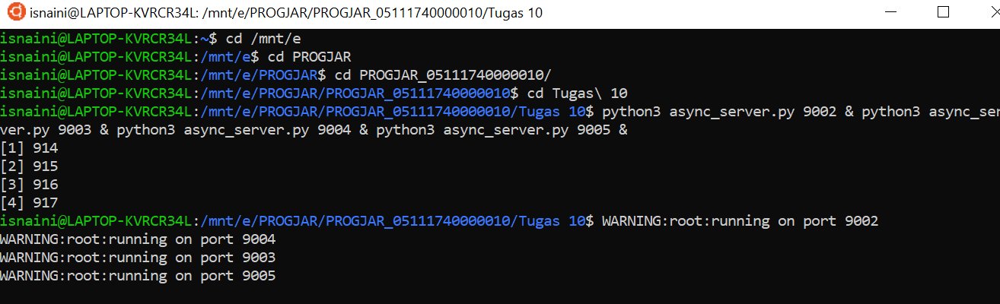 isnaini@LAPTOP-KVRCR34L: /mnt/e/PROGJAR/PROGJAR_05111740000010/Tugas 10
isnaini@LAPTOP-KVRCR34L:~$ cd /mnt/e
isnaini@LAPTOP-KVRCR34L:/mnt/e$ cd PROGJAR
isnaini@LAPTOP-KVRCR34L:/mnt/e/PROGJAR$ cd PROGJAR_05111740000010/
isnaini@LAPTOP-KVRCR34L:/mnt/e/PROGJAR/PROGJAR_05111740000010$ cd Tugas\ 10
isnaini@LAPTOP-KVRCR34L:/mnt/e/PROGJAR/PROGJAR_05111740000010/Tugas 10$ python3 async_server.py 9002 & python3 async_ser
ver.py 9003 & python3 async_server.py 9004 & python3 async_server.py 9005 &
[1] 914
[2] 915
[3] 916
[4] 917
isnaini@LAPTOP-KVRCR34L:/mnt/e/PROGJAR/PROGJAR_05111740000010/Tugas 10$ WARNING:root:running on port 9002
WARNING:root:running on port 9004
WARNING:root:running on port 9003
WARNING:root:running on port 9005